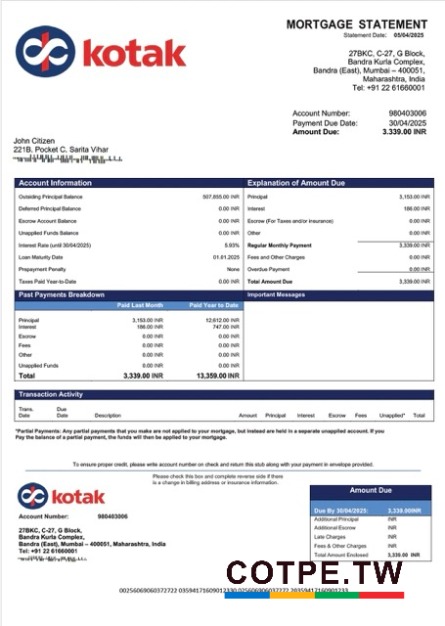 kotak
MORTGAGE STATEMENT
Statement Date: 05/04/2025
27BKC, C-27, G Block,
Bandra Kurla Complex,
Bandra (East), Mumbai – 400051,
Maharashtra, India
Tel: +91 22 61660001
Account Number: 980403006
Payment Due Date: 30/04/2025
Amount Due: 3.339.00 INR
John Citizen
221B. Pocket C. Sarita Vihar
Account Information
Outsiding Principal Balance 507,855.00 INR
Deferred Principal Balance 0.00 INR
Escrow Account Balance 0.00 INR
Unapplied Funds Balance 0.00 INR
Interest Rate (until 30/04/2025) 5.93%
Loan Maturity Date 01.01.2025
Prepayment Penalty None
Taxes Paid Year-to-Date 0.00 INR
Explanation of Amount Due
Principal 3,153.00 INR
Interest 186.00 INR
Escrow (For Taxes and/or Insurance) 0.00 INR
Other 0.00 INR
Regular Monthly Payment 3,339.00 INR
Fees and Other Charges 0.00 INR
Overdue Payment 0.00 INR
Total Amount Due 3,339.00 INR
Past Payments Breakdown
Paid Last Month Paid Year to Date
Principal 3,153.00 INR 12,612.00 INR
Interest 186.00 INR 747.00 INR
Escrow 0.00 INR 0.00 INR
Fees 0.00 INR 0.00 INR
Other 0.00 INR 0.00 INR
Unapplied Funds 0.00 INR 0.00 INR
Total 3,339.00 INR 13,359.00 INR
Important Messages
Transaction Activity
Trans. Date Due Date Description Amount Principal Interest Escrow Fees Unapplied* Total
*Partial Payments: Any partial payments that you make are not applied to your mortgage, but instead are held in a separate unapplied account. If you
Pay the balance of a partial payment, the funds will then be applied to your mortgage.
To ensure proper credit, please write account number on check and return this stub along with your payment in envelope provided.
Please check this box and complete reverse side if there
is a change in billing address or insurance information.
kotak
Account Number: 980403006
27BKC, C-27, G Block,
Bandra Kurla Complex,
Bandra (East), Mumbai – 400051, Maharashtra, India
Tel: +91 22 61660001
Amount Due
Due By 30/04/2025: 3,339.00INR
Additional Principal INR
Additional Escrow INR
Late Charges INR
Fees & Other Charges INR
Total Amount Enclosed 3,339.00 INR
COTPE.TW